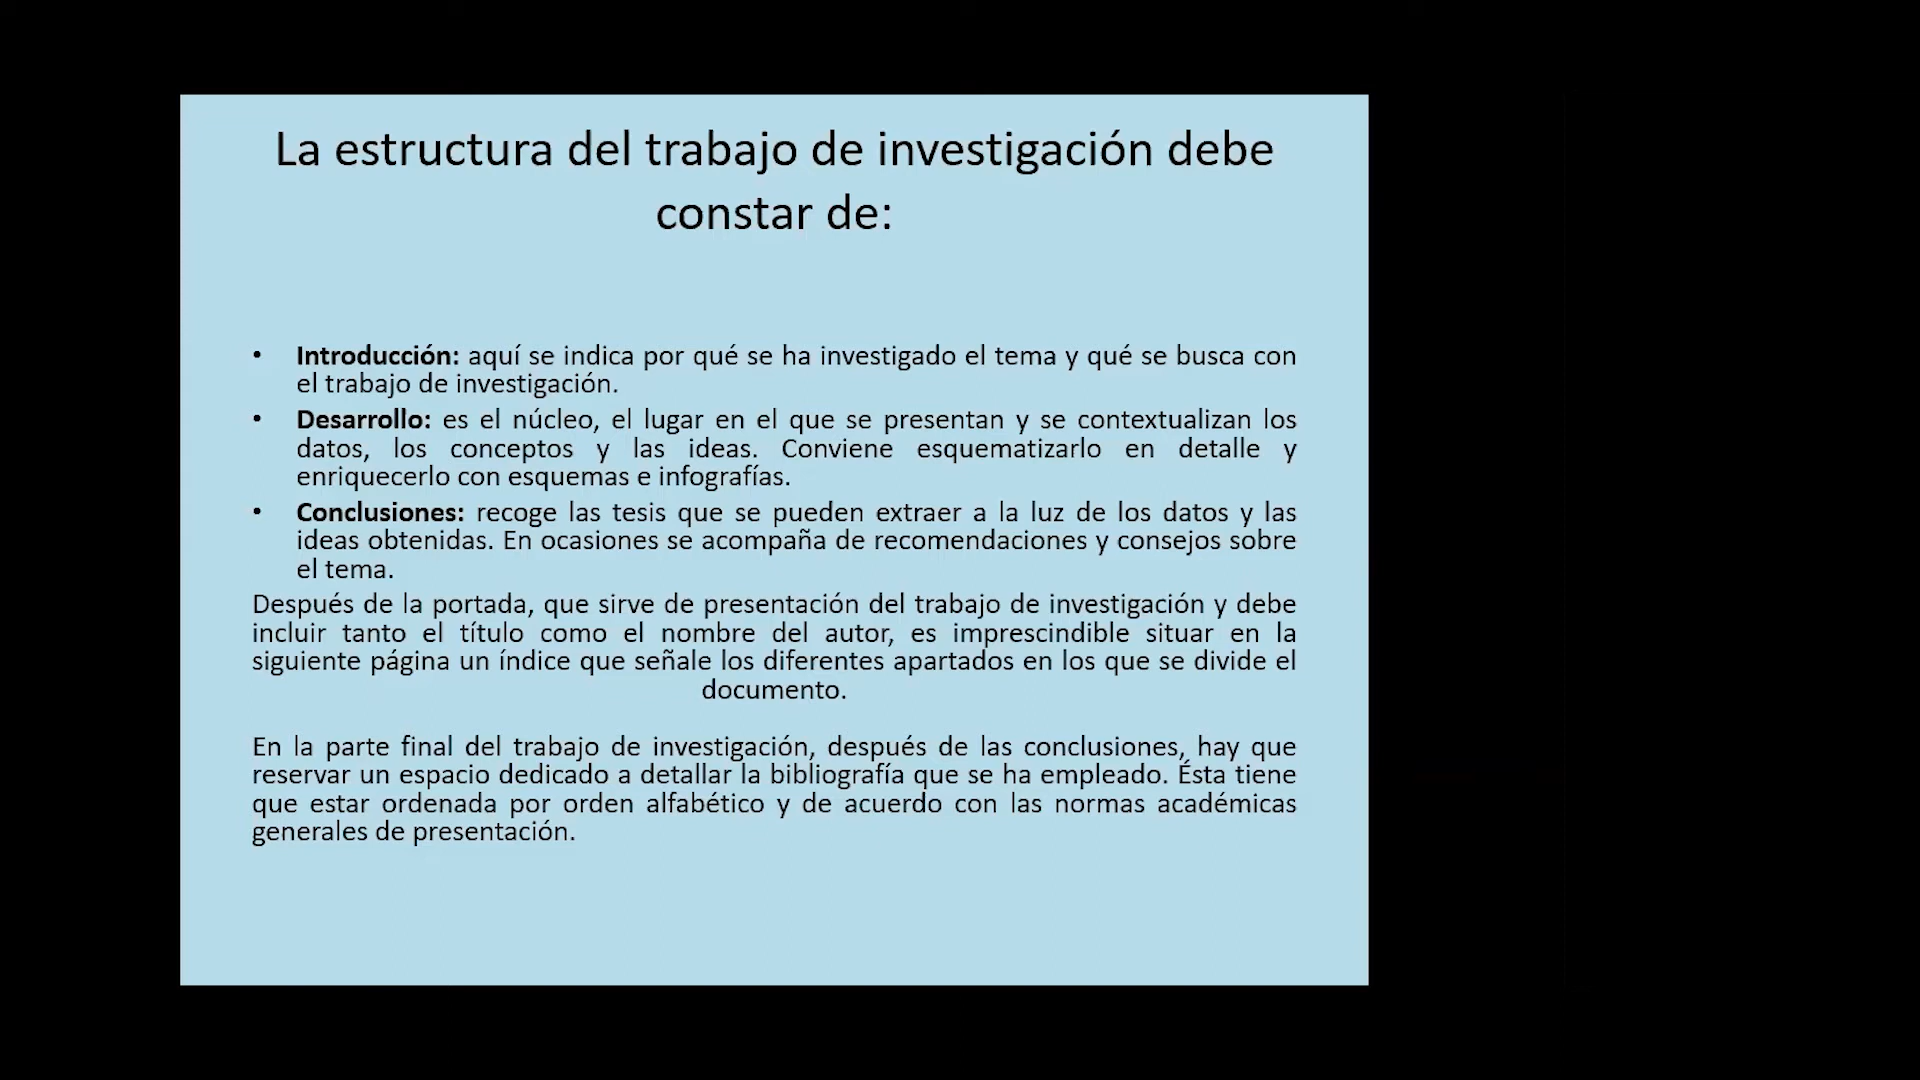 La estructura del trabajo de investigación debe
constar de:
• Introducción: aquí se indica por qué se ha investigado el tema y qué se busca con
el trabajo de investigación.
• Desarrollo: es el núcleo, el lugar en el que se presentan y se contextualizan los
datos, los conceptos y las ideas. Conviene esquematizarlo en detalle y
enriquecerlo con esquemas e infografías.
• Conclusiones: recoge las tesis que se pueden extraer a la luz de los datos y las
ideas obtenidas. En ocasiones se acompaña de recomendaciones y consejos sobre
el tema.
Después de la portada, que sirve de presentación del trabajo de investigación y debe
incluir tanto el título como el nombre del autor, es imprescindible situar en la
siguiente página un índice que señale los diferentes apartados en los que se divide el
documento.
En la parte final del trabajo de investigación, después de las conclusiones, hay que
reservar un espacio dedicado a detallar la bibliografía que se ha empleado. Ésta tiene
que estar ordenada por orden alfabético y de acuerdo con las normas académicas
generales de presentación.